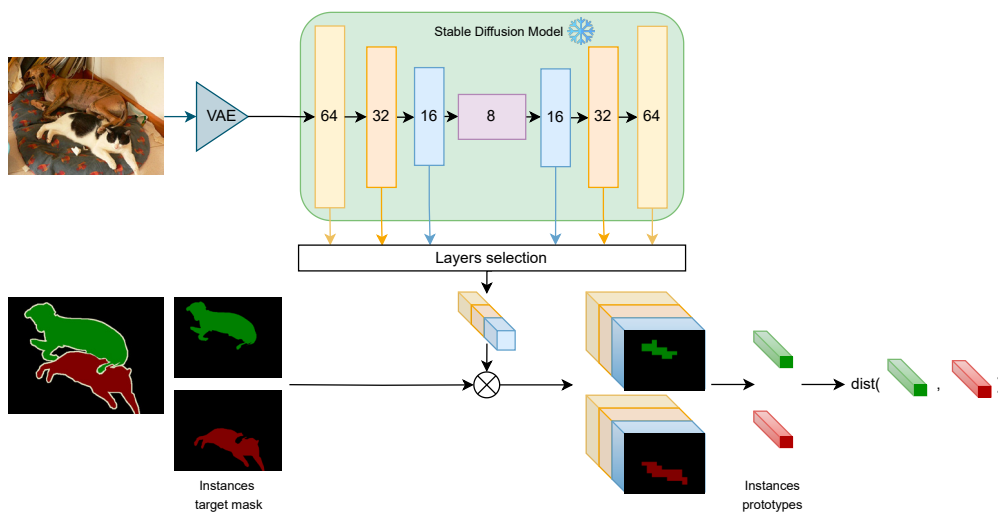 Stable Diffusion Model
VAE
64
32
16
8
16
32
64
Layers selection
dist( , )
Instances
target mask
Instances
prototypes